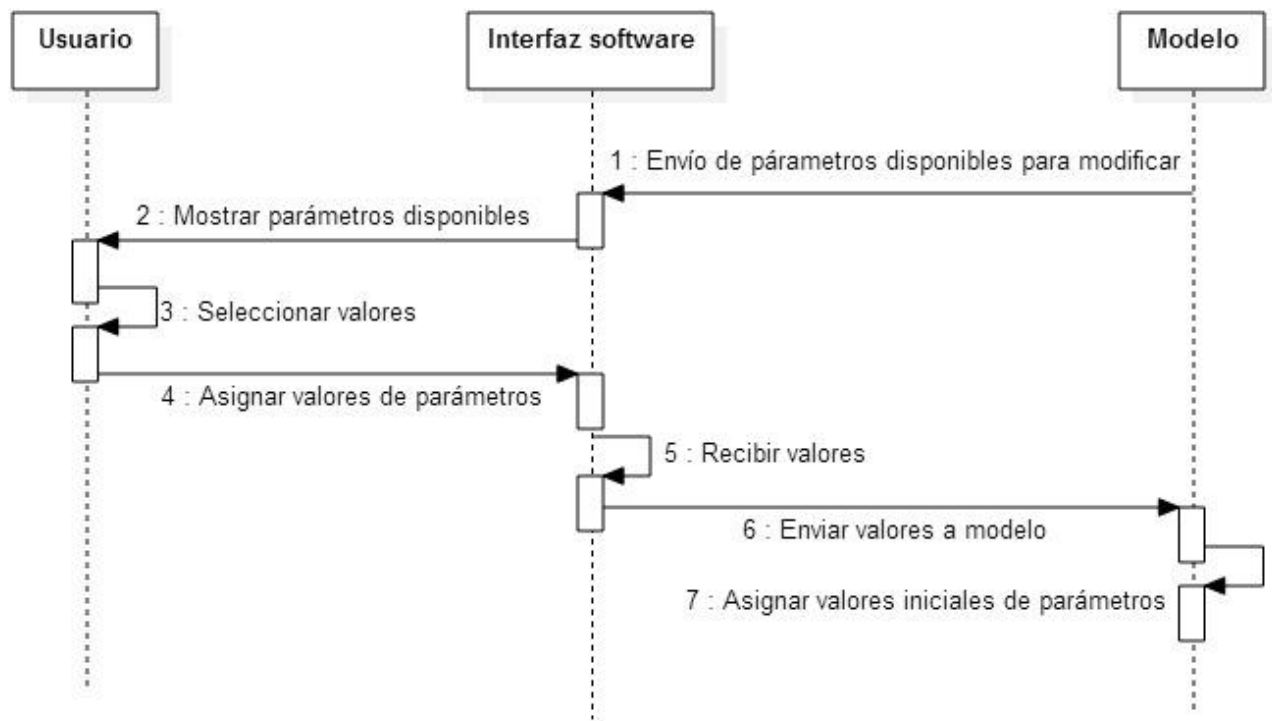 Usuario
Interfaz software
Modelo
1 : Envío de párametros disponibles para modificar
2 : Mostrar parámetros disponibles
3 : Seleccionar valores
4 : Asignar valores de parámetros
5 : Recibir valores
6 : Enviar valores a modelo
7 : Asignar valores iniciales de parámetros